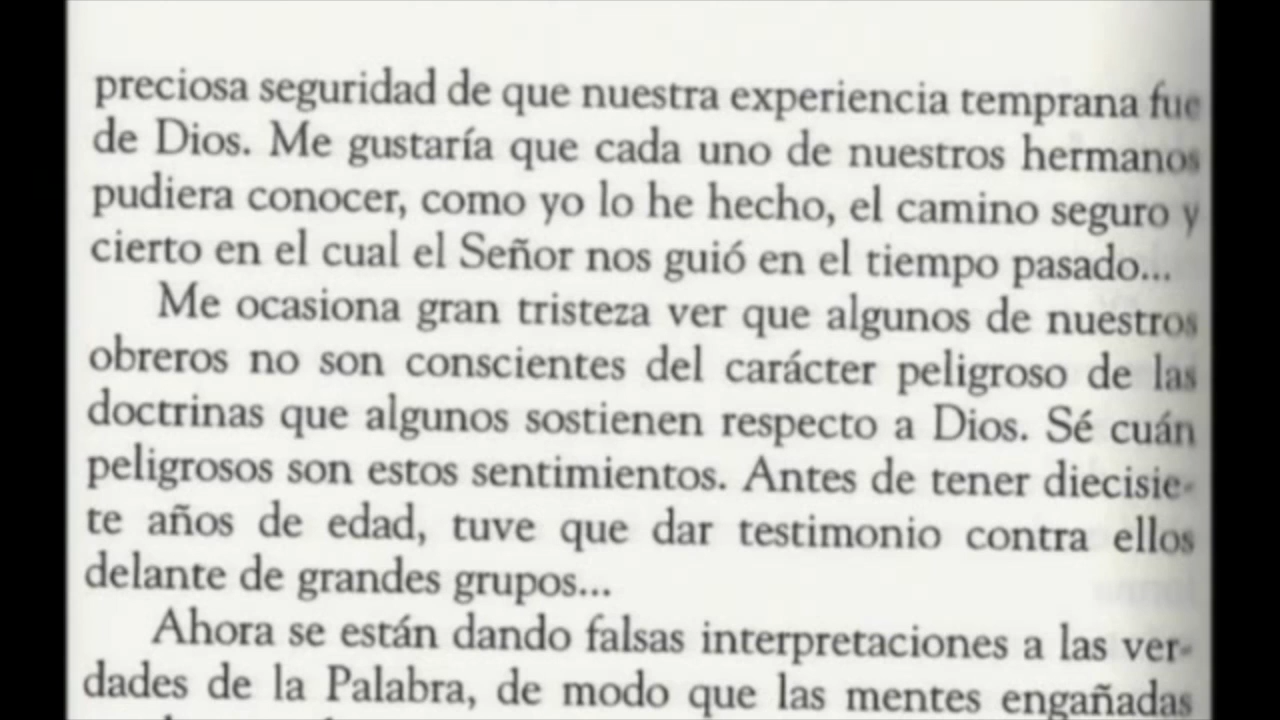 preciosa seguridad de que nuestra experiencia temprana fue
de Dios. Me gustaría que cada uno de nuestros hermanos
pudiera conocer, como yo lo he hecho, el camino seguro y
cierto en el cual el Señor nos guió en el tiempo pasado...
Me ocasiona gran tristeza ver que algunos de nuestros
obreros no son conscientes del carácter peligroso de las
doctrinas que algunos sostienen respecto a Dios. Sé cuán
peligrosos son estos sentimientos. Antes de tener diecisie-
te años de edad, tuve que dar testimonio contra ellos
delante de grandes grupos...
Ahora se están dando falsas interpretaciones a las ver-
dades de la Palabra, de modo que las mentes engañadas